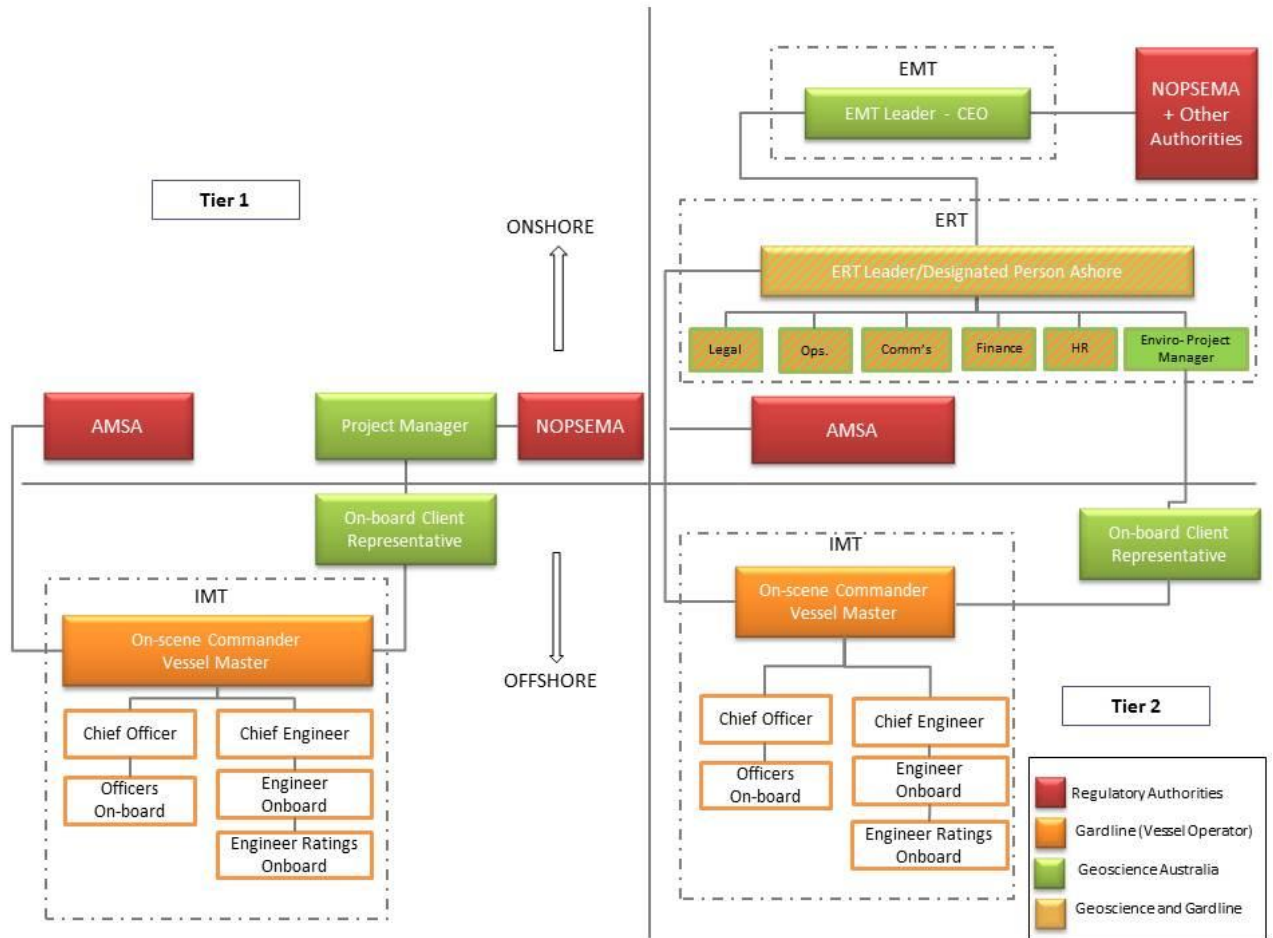 Tier 1
ONSHORE
AMSA
Project Manager
NOPSEMA
On-board Client
Representative
IMT
On-scene Commander
Vessel Master
OFFSHORE
Chief Officer
Chief Engineer
Officers
On-board
Engineer
Onboard
Engineer Ratings
Onboard
EMT
EMT Leader - CEO
NOPSEMA
+ Other
Authorities
ERT
ERT Leader/Designated Person Ashore
Legal
Ops.
Comm's
Finance
HR
Enviro- Project
Manager
AMSA
On-board Client
Representative
IMT
On-scene Commander
Vessel Master
Chief Officer
Chief Engineer
Officers
On-board
Engineer
Onboard
Engineer Ratings
Onboard
Tier 2
Regulatory Authorities
Gardline (Vessel Operator)
Geoscience Australia
Geoscience and Gardline